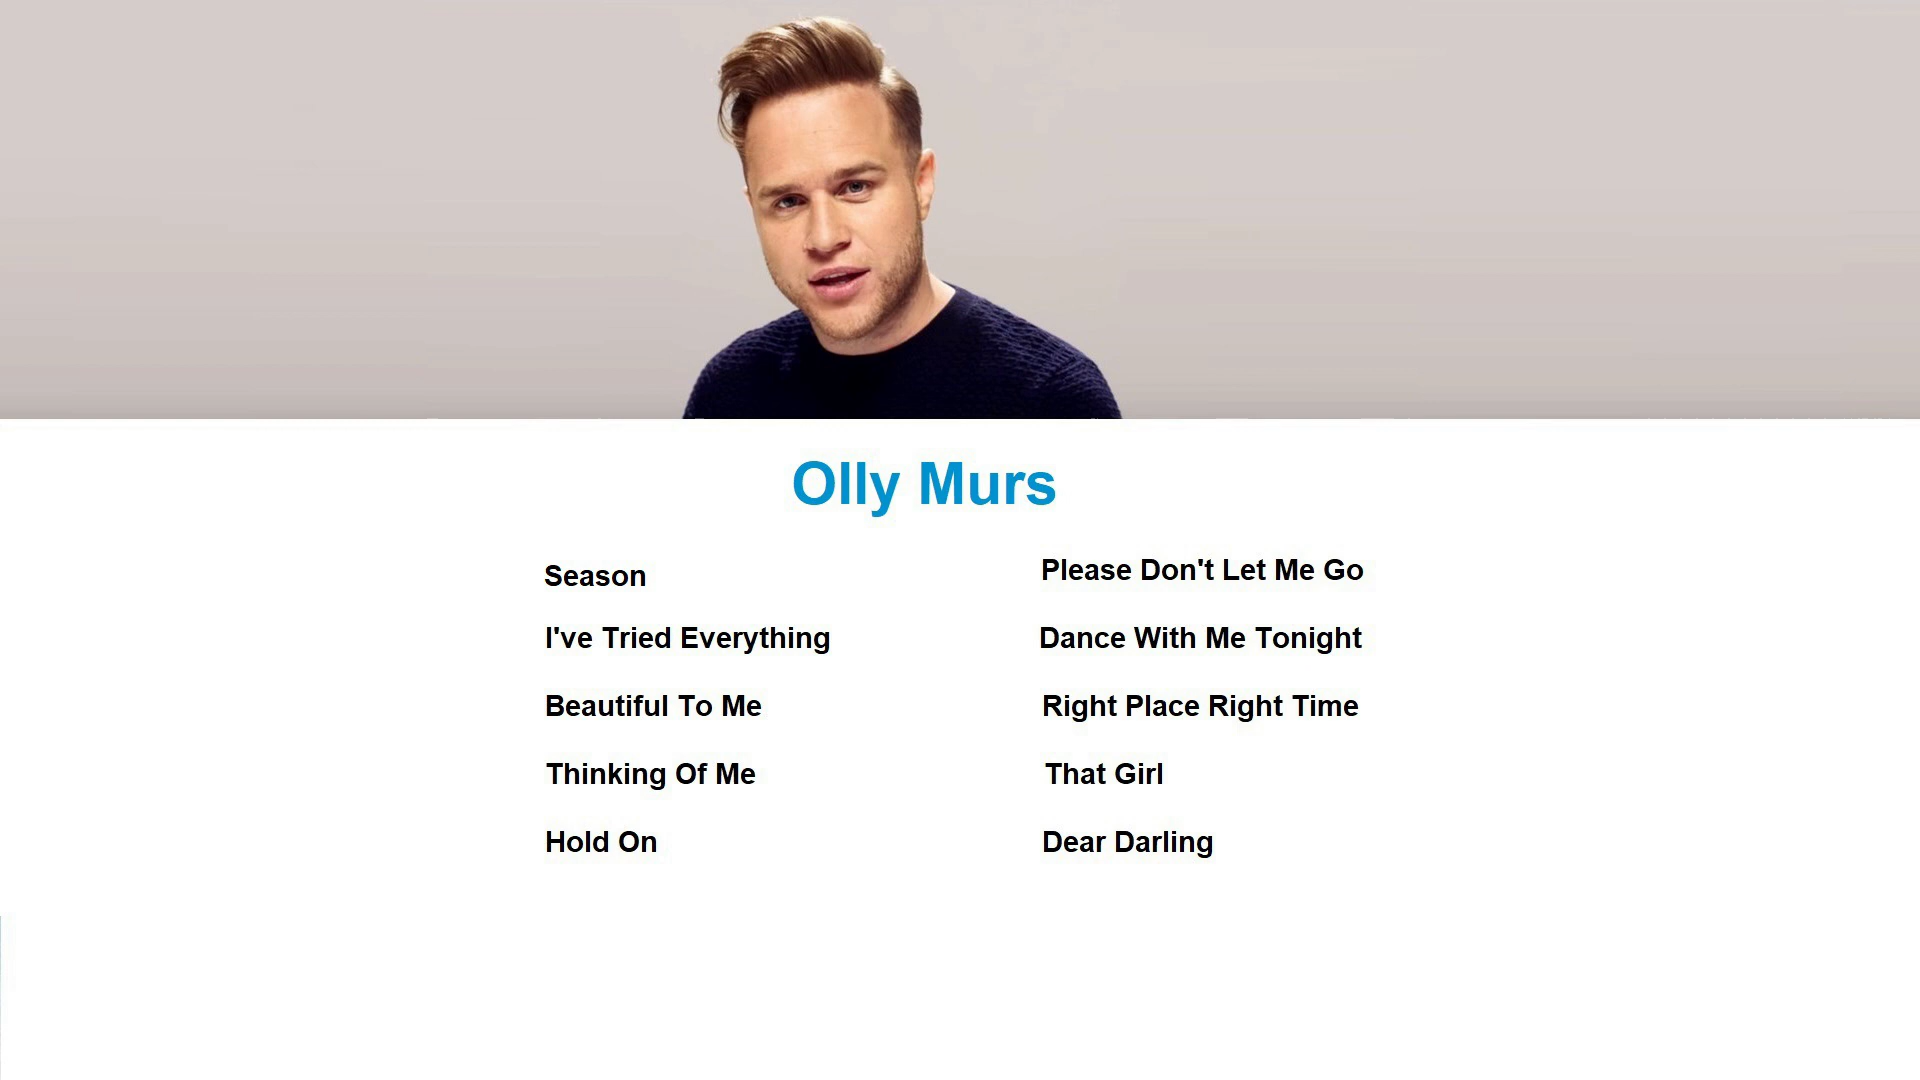 Olly Murs
Season
I've Tried Everything
Beautiful To Me
Thinking Of Me
Hold On
Please Don't Let Me Go
Dance With Me Tonight
Right Place Right Time
That Girl
Dear Darling